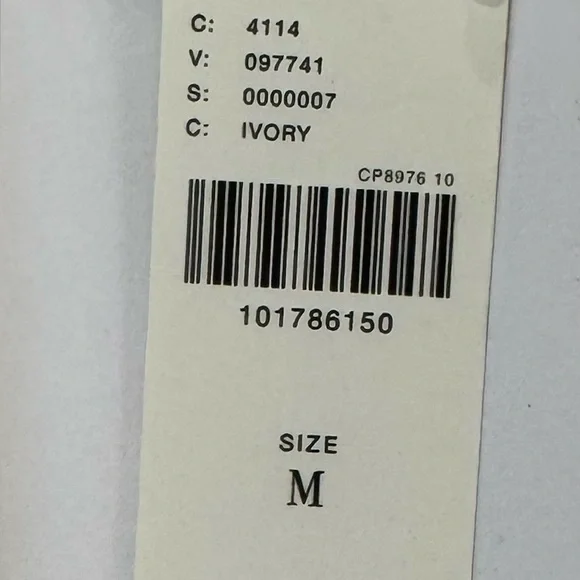 C: 4114
V: 097741
S: 0000007
C: IVORY
CP8976 10
101786150
SIZE
M